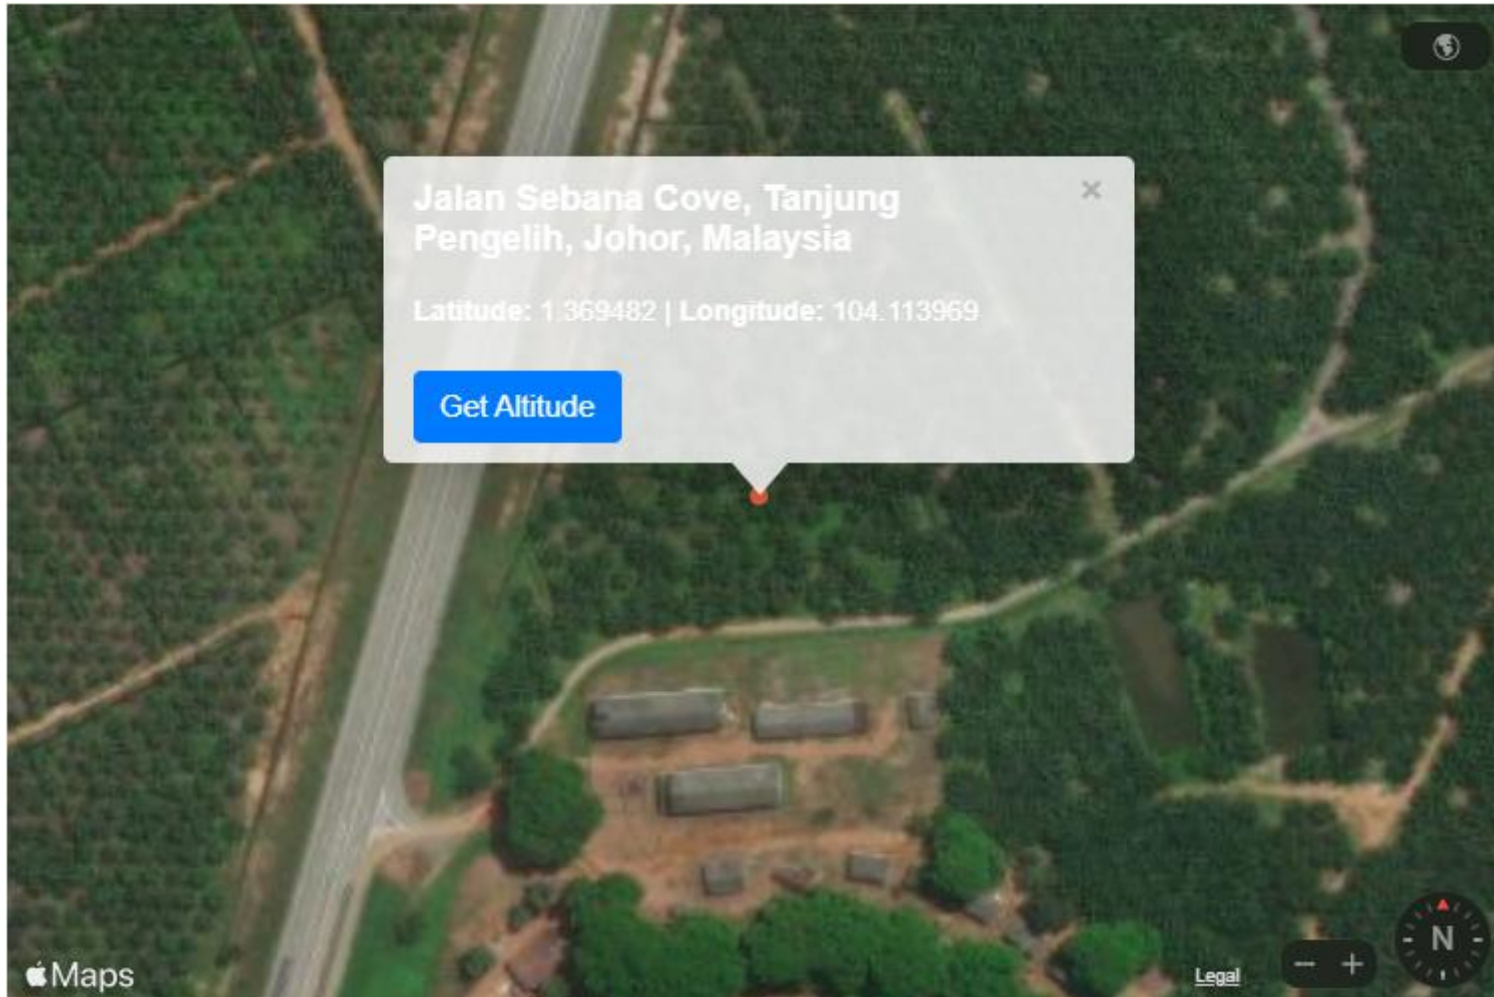 Jalan Sebana Cove, Tanjung
Pengelih, Johor, Malaysia
×
Latitude: 1.369482 | Longitude: 104.113969
Get Altitude
Maps
Legal
− +
N